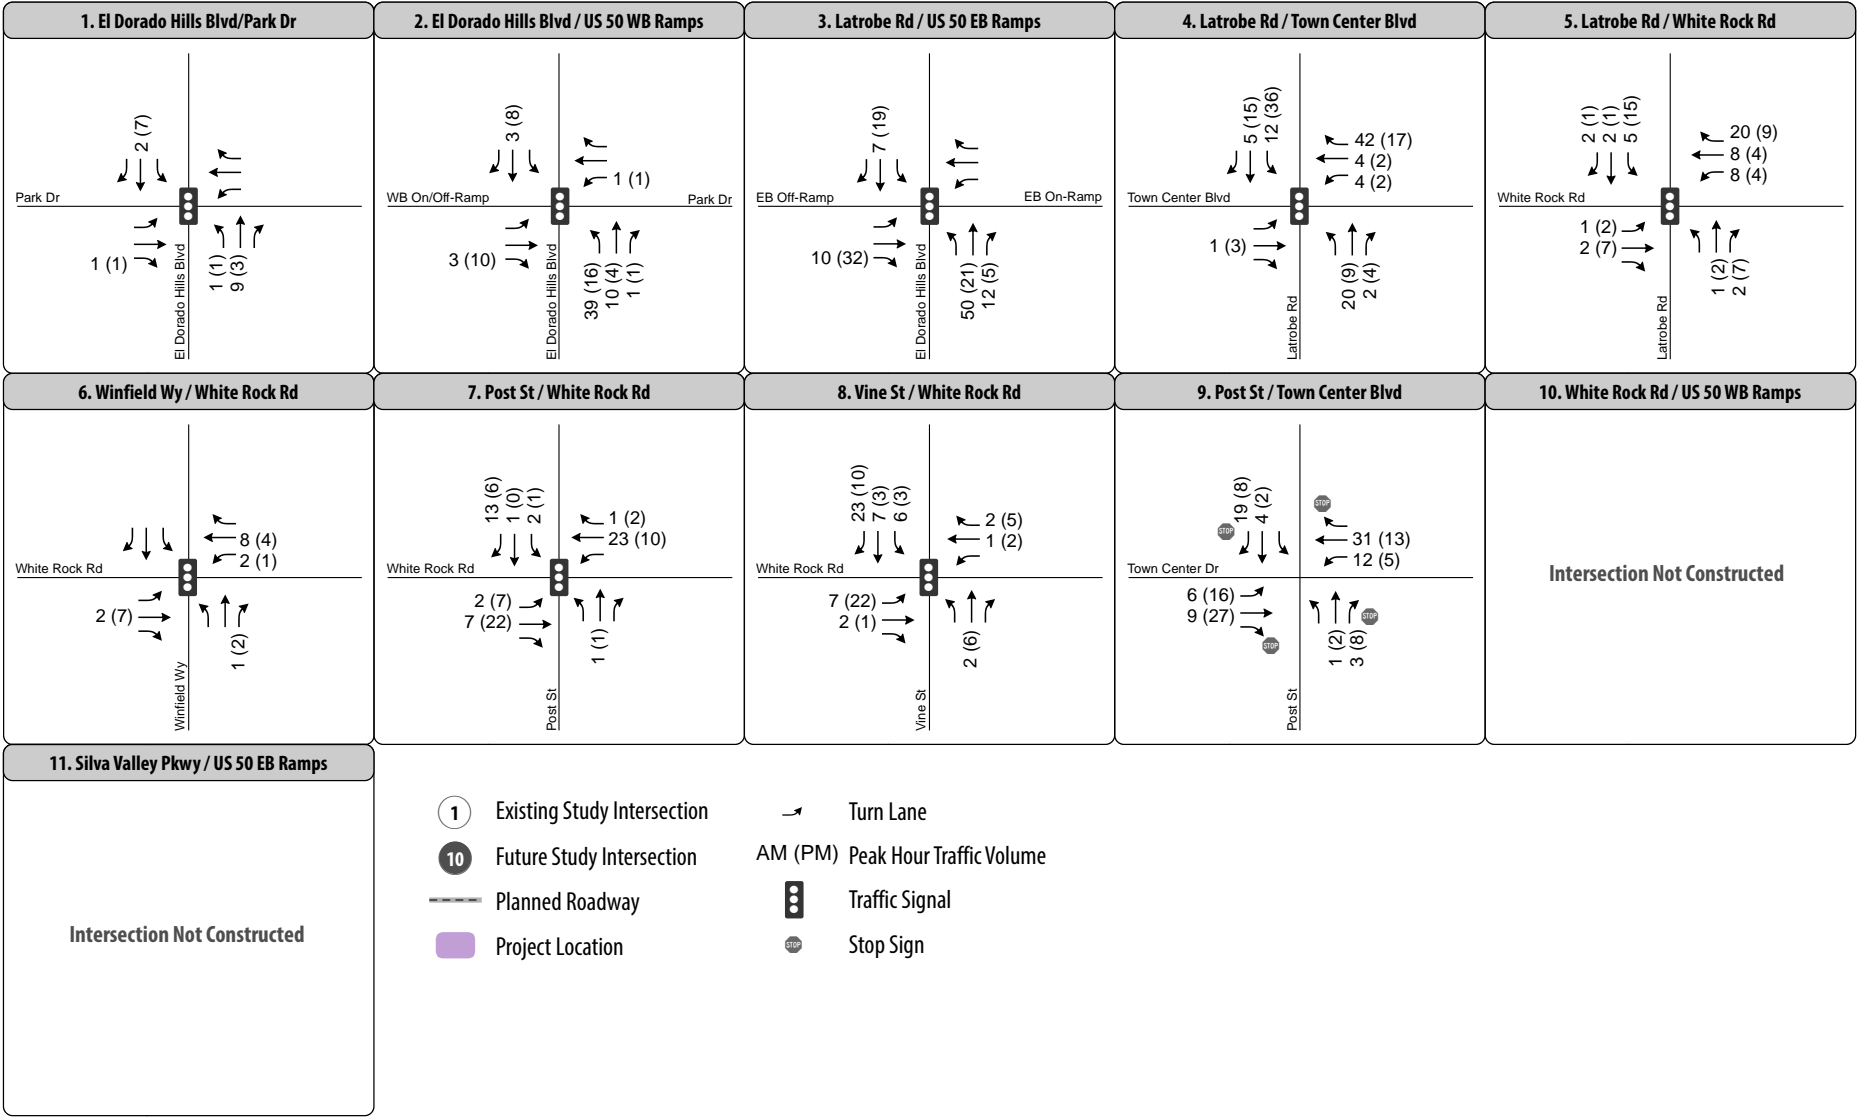 1. El Dorado Hills Blvd/Park Dr
2 (7)
Park Dr
1 (1)
1 (1)
9 (3)
El Dorado Hills Blvd
2. El Dorado Hills Blvd / US 50 WB Ramps
3 (8)
1 (1)
WB On/Off-Ramp
Park Dr
3 (10)
39 (16)
10 (4)
1 (1)
El Dorado Hills Blvd
3. Latrobe Rd / US 50 EB Ramps
7 (19)
EB Off-Ramp
EB On-Ramp
10 (32)
50 (21)
12 (5)
El Dorado Hills Blvd
4. Latrobe Rd / Town Center Blvd
5 (15)
12 (36)
42 (17)
4 (2)
4 (2)
Town Center Blvd
1 (3)
20 (9)
2 (4)
Latrobe Rd
5. Latrobe Rd / White Rock Rd
2 (1)
2 (1)
5 (15)
20 (9)
8 (4)
8 (4)
White Rock Rd
1 (2)
2 (7)
1 (2)
2 (7)
Latrobe Rd
6. Winfield Wy / White Rock Rd
8 (4)
2 (1)
White Rock Rd
2 (7)
1 (2)
Winfield Wy
7. Post St / White Rock Rd
13 (6)
1 (0)
2 (1)
1 (2)
23 (10)
White Rock Rd
2 (7)
7 (22)
1 (1)
Post St
8. Vine St / White Rock Rd
23 (10)
7 (3)
6 (3)
2 (5)
1 (2)
White Rock Rd
7 (22)
2 (1)
2 (6)
Vine St
9. Post St / Town Center Blvd
STOP
19 (8)
4 (2)
STOP
31 (13)
12 (5)
Town Center Dr
6 (16)
9 (27)
STOP
1 (2)
3 (8)
STOP
Post St
10. White Rock Rd / US 50 WB Ramps
Intersection Not Constructed
11. Silva Valley Pkwy / US 50 EB Ramps
Intersection Not Constructed
1 Existing Study Intersection
10 Future Study Intersection
Planned Roadway
Project Location
Turn Lane
AM (PM) Peak Hour Traffic Volume
Traffic Signal
STOP Stop Sign